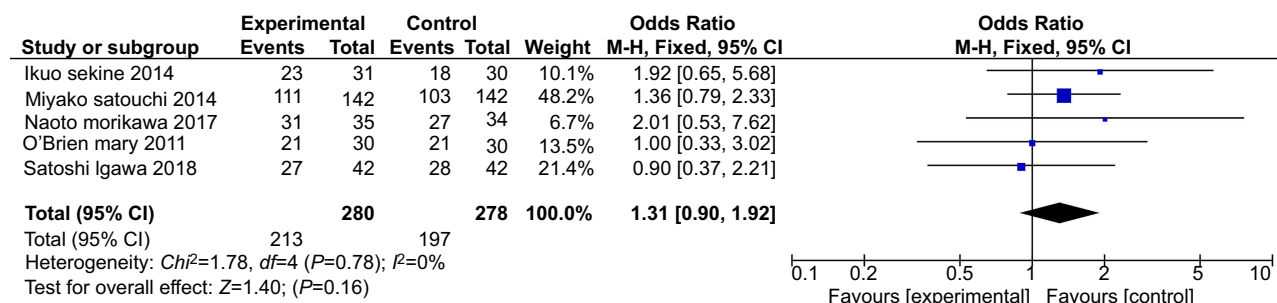 Experimental Control Odds Ratio Odds Ratio
Study or subgroup Events Total Events Total Weight M-H, Fixed, 95% CI M-H, Fixed, 95% CI
Ikuo sekine 2014 23 31 18 30 10.1% 1.92 [0.65, 5.68]
Miyako satouchi 2014 111 142 103 142 48.2% 1.36 [0.79, 2.33]
Naoto morikawa 2017 31 35 27 34 6.7% 2.01 [0.53, 7.62]
O'Brien mary 2011 21 30 21 30 13.5% 1.00 [0.33, 3.02]
Satoshi Igawa 2018 27 42 28 42 21.4% 0.90 [0.37, 2.21]
Total (95% CI) 280 278 100.0% 1.31 [0.90, 1.92]
Total (95% CI) 213 197
Heterogeneity: Chi²=1.78, df=4 (P=0.78); I²=0%
Test for overall effect: Z=1.40; (P=0.16)
0.1 0.2 0.5 1 2 5 10
Favours [experimental] Favours [control]